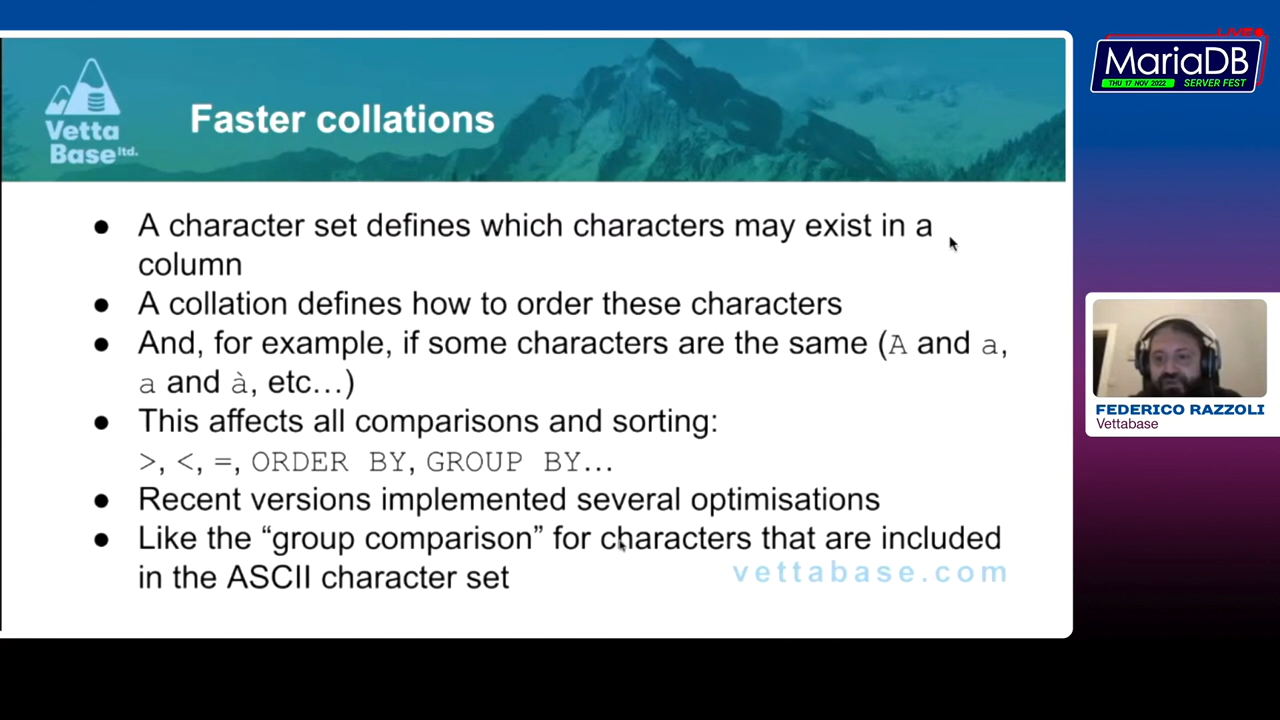 LIVE
MariaDB
THU 17 NOV 2022 SERVER FEST
Vetta
Base ltd.
Faster collations
● A character set defines which characters may exist in a
column
● A collation defines how to order these characters
● And, for example, if some characters are the same (A and a,
a and à, etc…)
● This affects all comparisons and sorting:
>, <, =, ORDER BY, GROUP BY…
● Recent versions implemented several optimisations
● Like the “group comparison” for characters that are included
in the ASCII character set
vettabase.com
FEDERICO RAZZOLI
Vettabase